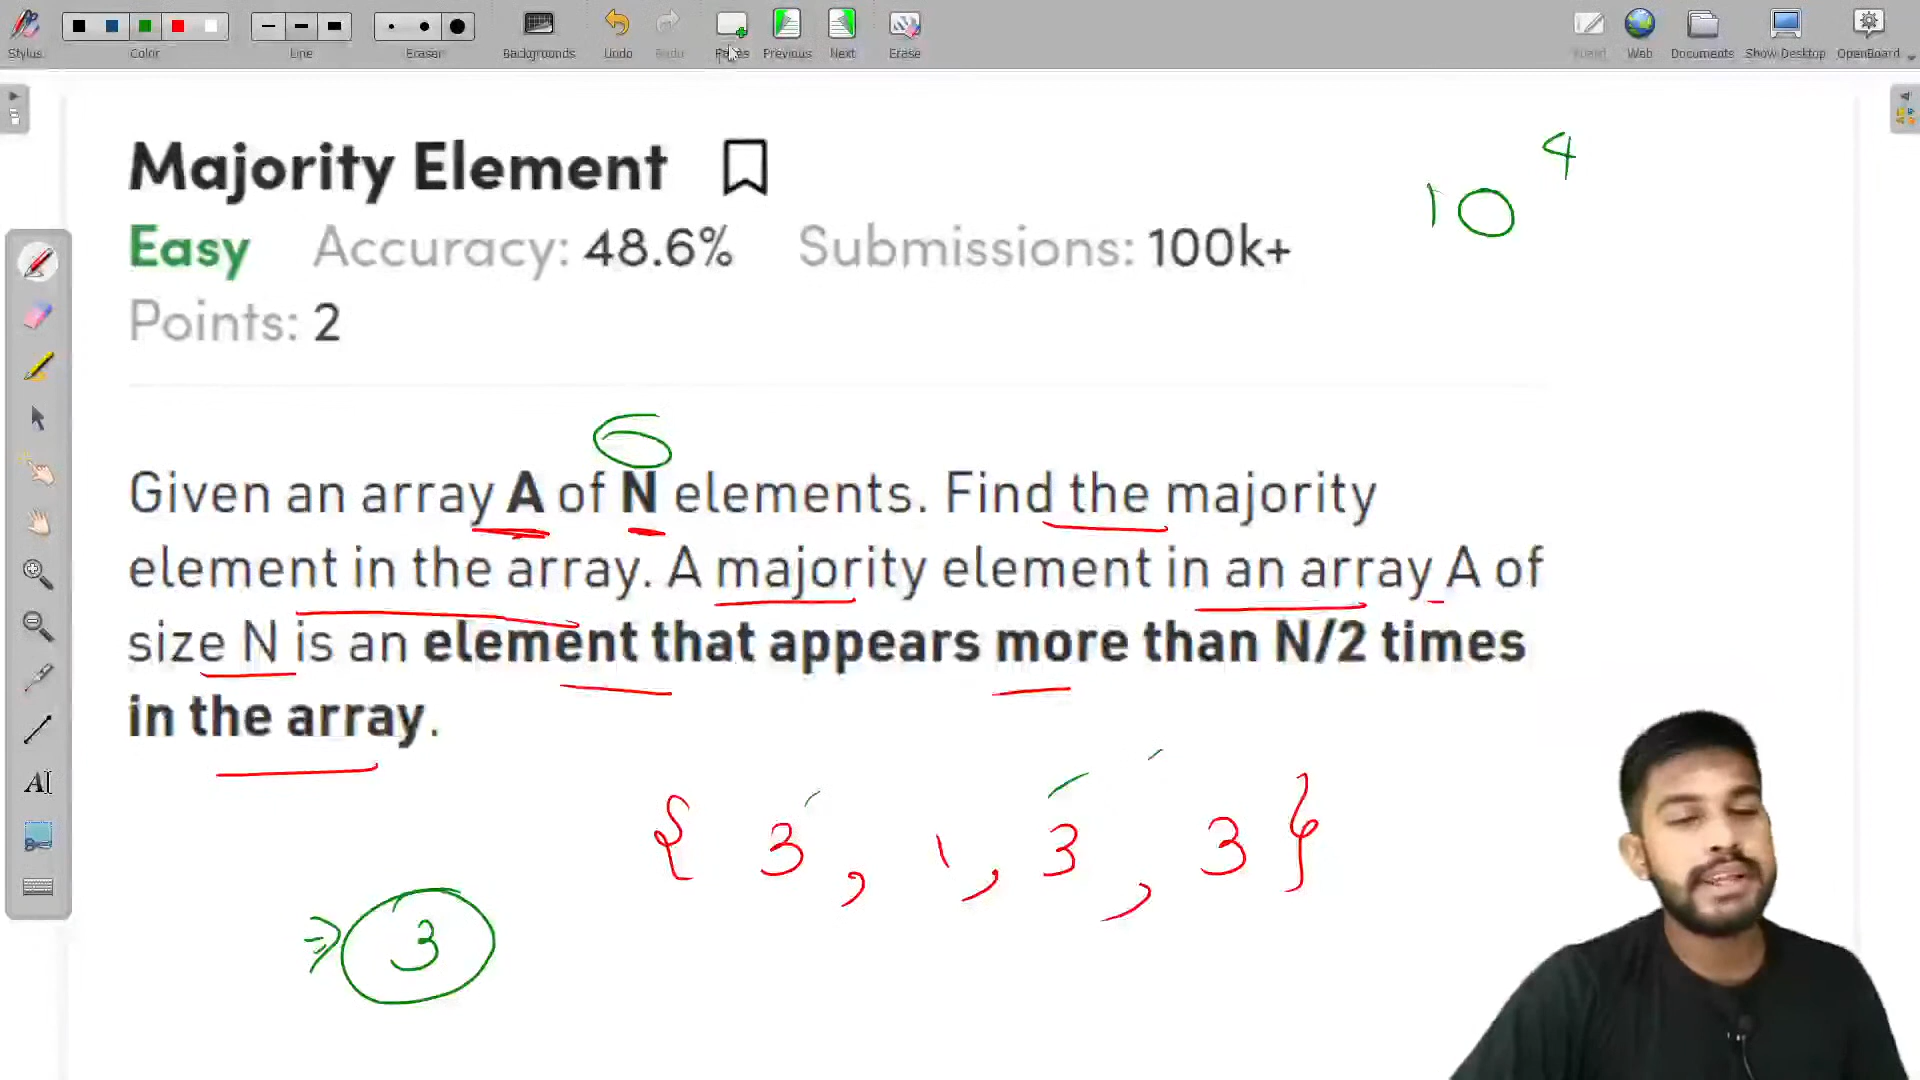 Stylus
Color
Line
Eraser
Backgrounds
Undo
Redo
Pages
Previous
Next
Erase
Board
Web
Documents
Show Desktop
OpenBoard
Majority Element
10 4
Easy Accuracy: 48.6% Submissions: 100k+
Points: 2
Given an array A of N elements. Find the majority
element in the array. A majority element in an array A of
size N is an element that appears more than N/2 times
in the array.
{ 3 , 1 , 3 , 3 }
⇒ 3
AI